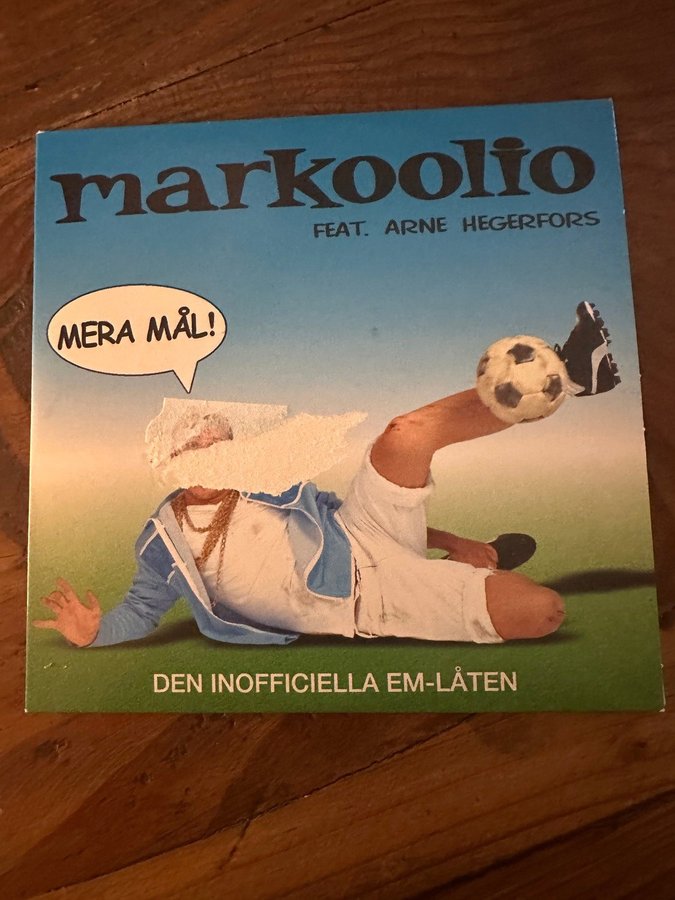 markoolio
FEAT. ARNE HEGERFORS
MERA MÅL!
DEN INOFFICIELLA EM-LÅTEN